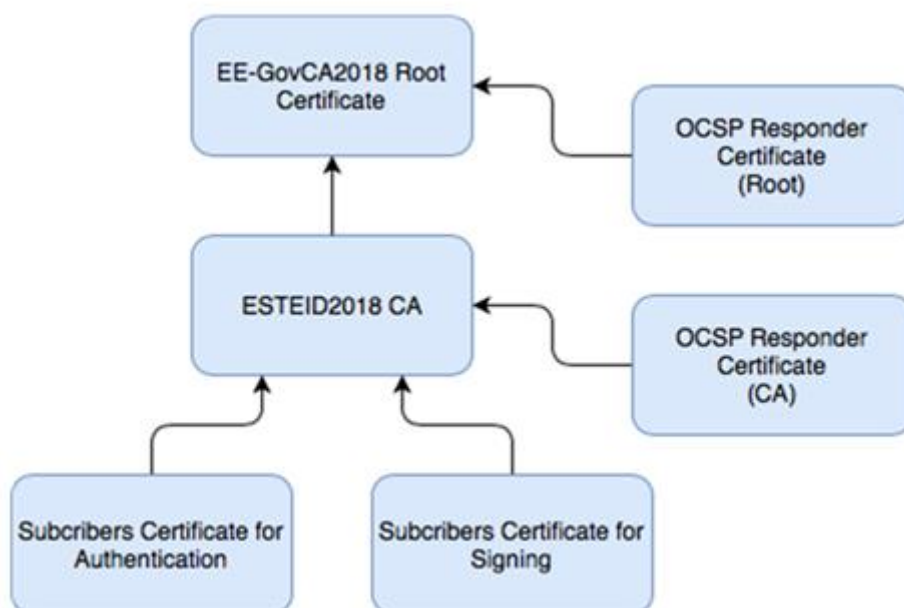 EE-GovCA2018 Root
Certificate
OCSP Responder
Certificate
(Root)
ESTEID2018 CA
OCSP Responder
Certificate
(CA)
Subcribers Certificate for
Authentication
Subcribers Certificate for
Signing